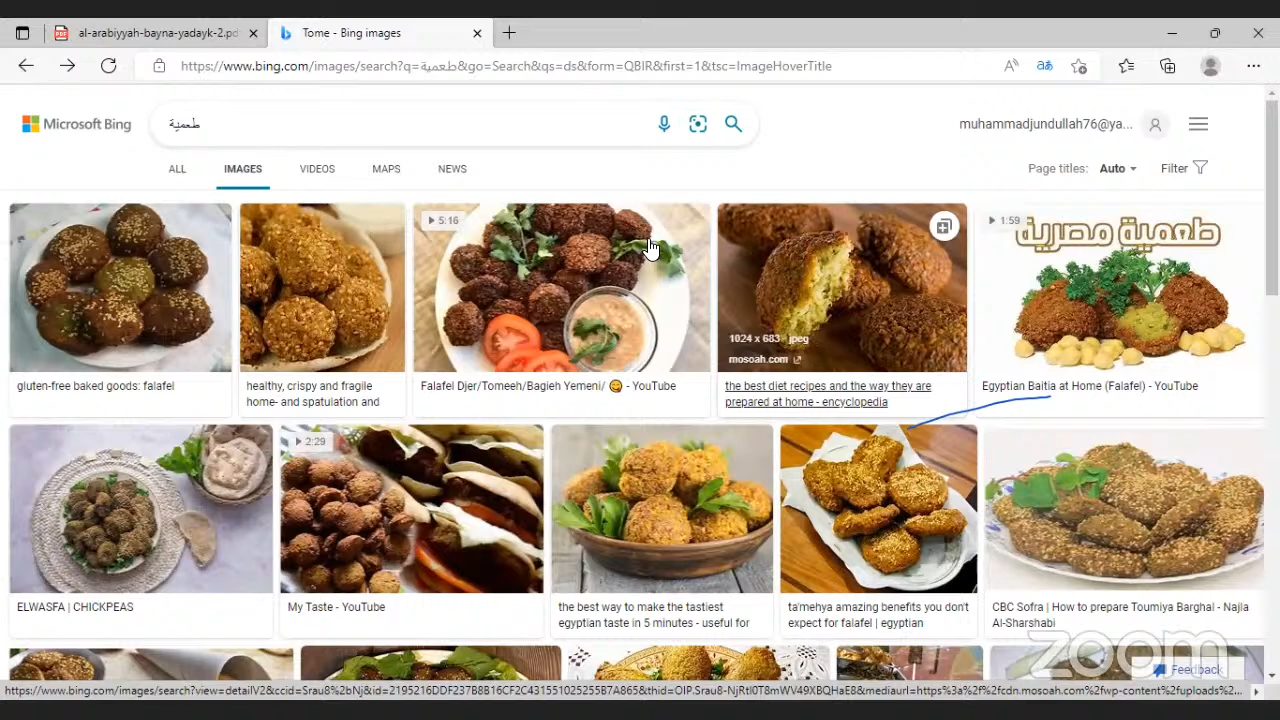 al-arabiyyah-bayna-yadayk-2.pd
Tome - Bing images
https://www.bing.com/images/search?q=طعمية&go=Search&qs=ds&form=QBIR&first=1&tsc=ImageHoverTitle
Microsoft Bing
طعمية
muhammadjundullah76@ya...
ALL
IMAGES
VIDEOS
MAPS
NEWS
Page titles: Auto
Filter
5:16
1024 x 683 · jpeg
mosoah.com
1:59
طعمية مصرية
gluten-free baked goods: falafel
healthy, crispy and fragile
home- and spatulation and
Falafel Djer/Tomeeh/Bagieh Yemeni/ 😋 - YouTube
the best diet recipes and the way they are
prepared at home - encyclopedia
Egyptian Baitia at Home (Falafel) - YouTube
2:29
ELWASFA | CHICKPEAS
My Taste - YouTube
the best way to make the tastiest
egyptian taste in 5 minutes - useful for
ta'mehya amazing benefits you don't
expect for falafel | egyptian
CBC Sofra | How to prepare Toumiya Barghal - Najla
Al-Sharshabi
zoom
Feedback